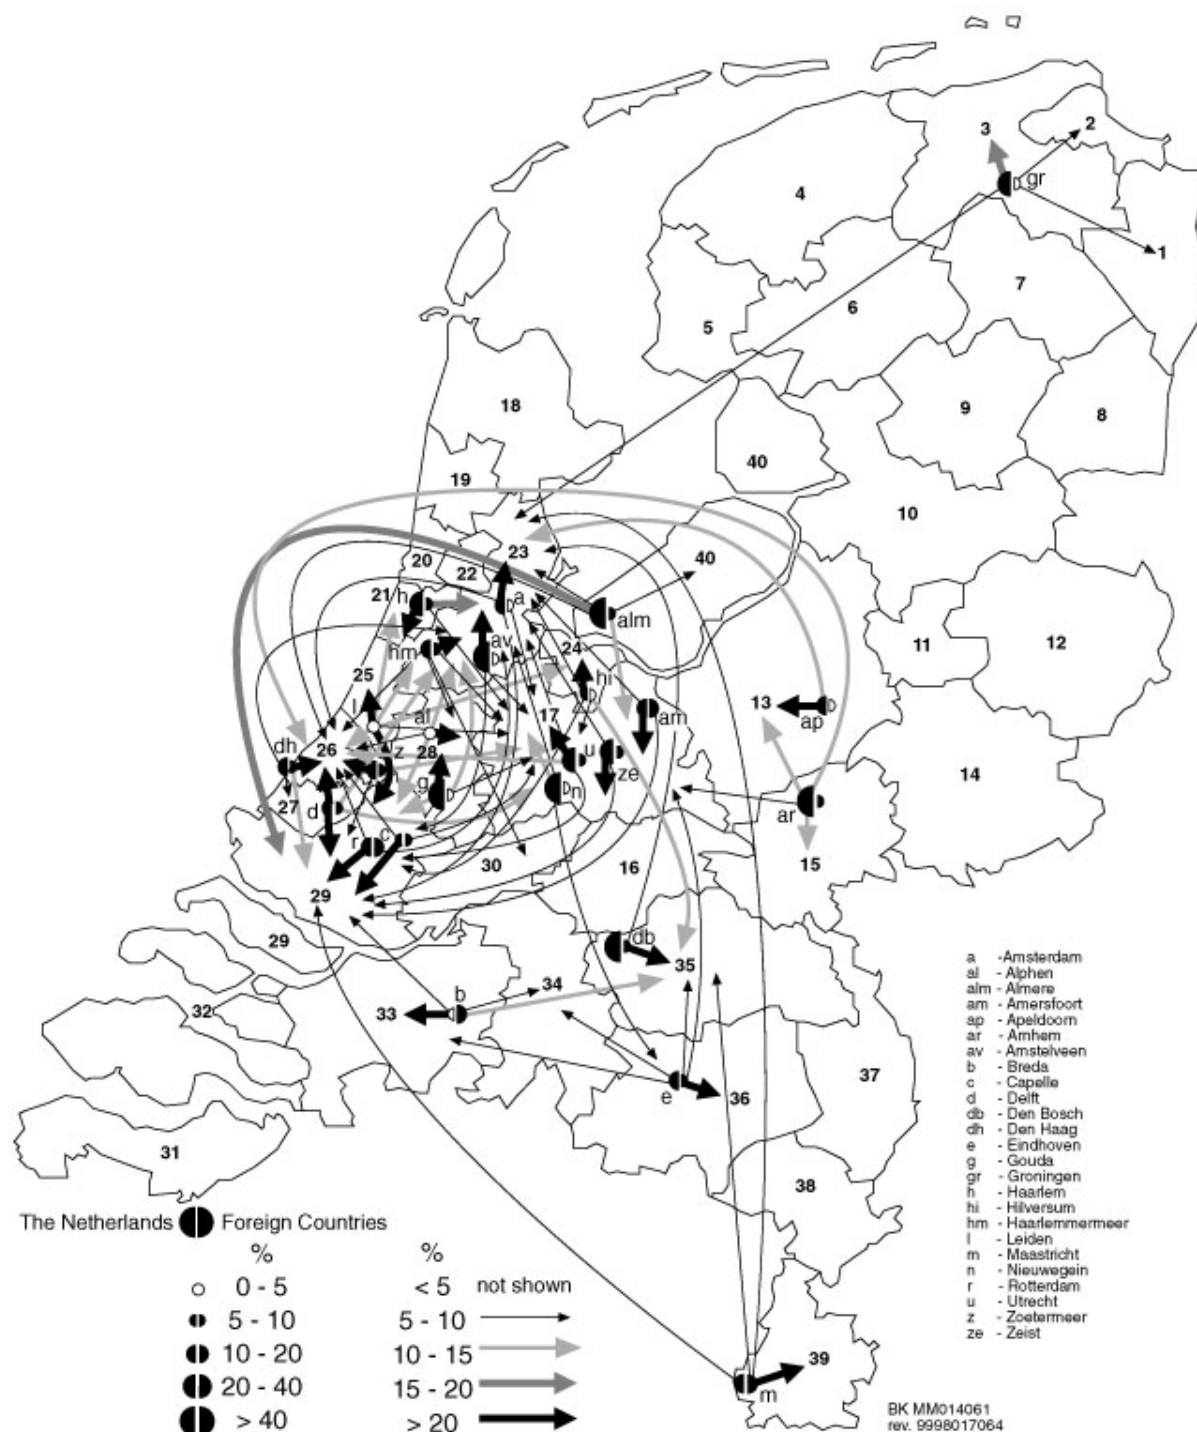 3
2
gr
4
1
7
6
5
18
9
8
40
19
10
23
20
22
40
21
h
a
alm
av
hm
24
11
12
25
hi
l
al
17
am
13
ap
dh
26
z
28
u
ze
14
27
d
g
n
ar
r
c
30
16
15
29
db
29
35
34
b
32
33
37
e
36
31
38
39
m
a - Amsterdam
al - Alphen
alm - Almere
am - Amersfoort
ap - Apeldoorn
ar - Arnhem
av - Amstelveen
b - Breda
c - Capelle
d - Delft
db - Den Bosch
dh - Den Haag
e - Eindhoven
g - Gouda
gr - Groningen
h - Haarlem
hi - Hilversum
hm - Haarlemmermeer
l - Leiden
m - Maastricht
n - Nieuwegein
r - Rotterdam
u - Utrecht
z - Zoetermeer
ze - Zeist
The Netherlands Foreign Countries
% %
0 - 5 < 5 not shown
5 - 10 5 - 10
10 - 20 10 - 15
20 - 40 15 - 20
> 40 > 20
BK MM014061
rev. 9998017064